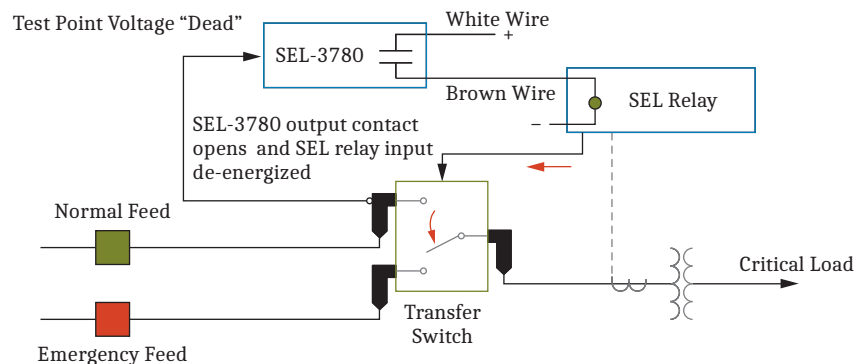 Test Point Voltage “Dead”
White Wire
+
SEL-3780
Brown Wire
SEL Relay
–
SEL-3780 output contact
opens and SEL relay input
de-energized
Normal Feed
Critical Load
Transfer
Switch
Emergency Feed